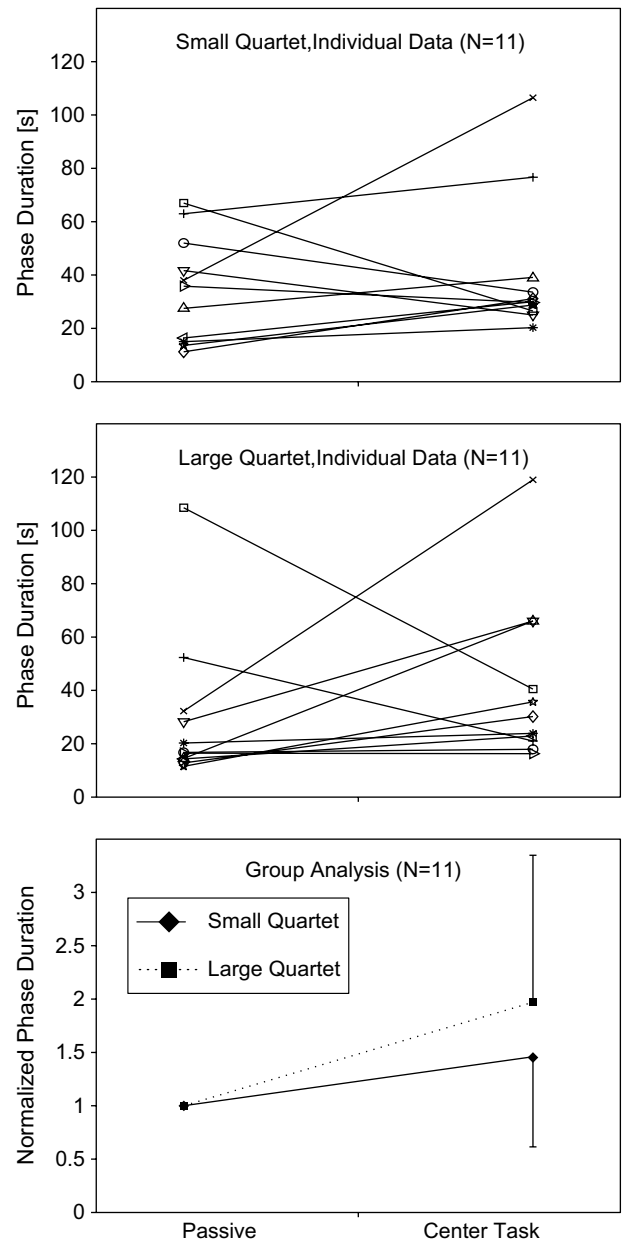 Small Quartet,Individual Data (N=11)
120
100
80
60
40
20
0
Phase Duration [s]
Large Quartet,Individual Data (N=11)
120
100
80
60
40
20
0
Phase Duration [s]
Group Analysis (N=11)
Small Quartet
Large Quartet
3
2.5
2
1.5
1
0.5
0
Normalized Phase Duration
Passive
Center Task